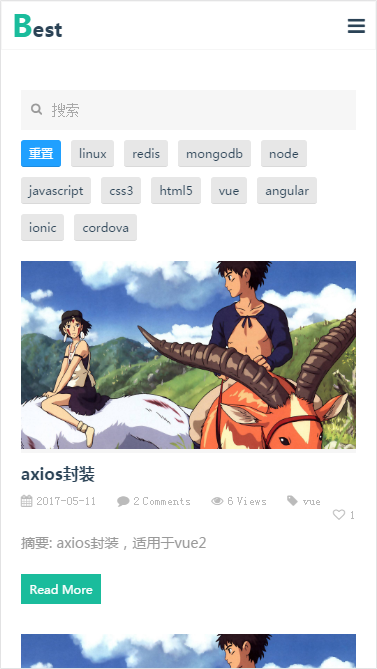 Best
搜索
重置 linux redis mongodb node
javascript css3 html5 vue angular
ionic cordova
axios封装
2017-05-11 2 Comments 6 Views vue
1
摘要: axios封装，适用于vue2
Read More